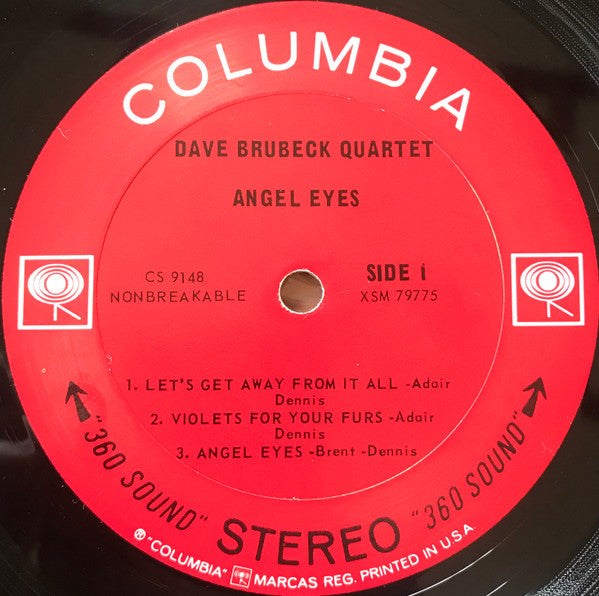 COLUMBIA
DAVE BRUBECK QUARTET
ANGEL EYES
CS 9148
NONBREAKABLE
SIDE 1
XSM 79775
1. LET'S GET AWAY FROM IT ALL -Adair
Dennis
2. VIOLETS FOR YOUR FURS -Adair
Dennis
3. ANGEL EYES -Brent -Dennis
"360 SOUND" STEREO "360 SOUND"
® "COLUMBIA" MARCAS REG. PRINTED IN U.S.A.